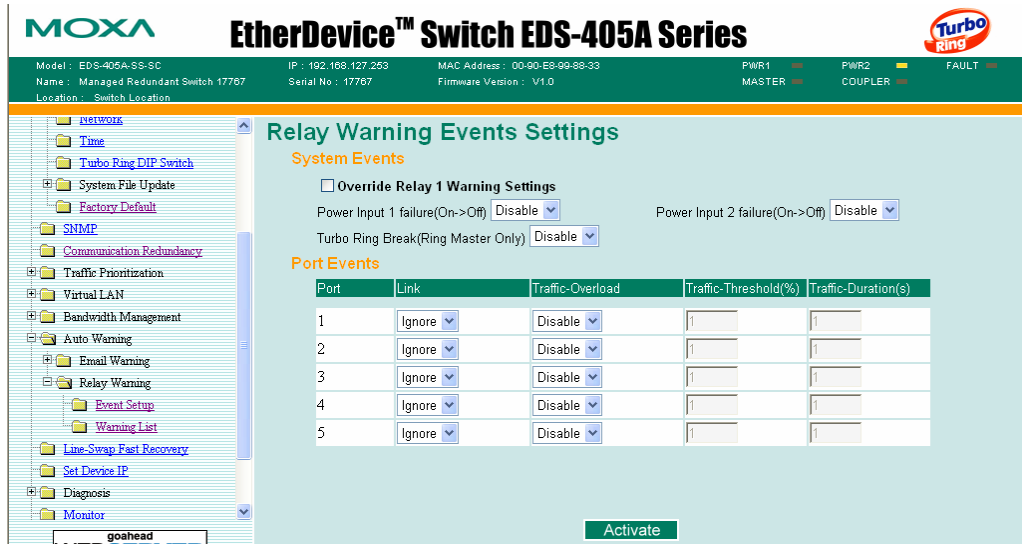 MOXA
EtherDevice™ Switch EDS-405A Series
Turbo
Ring
Model : EDS-405A-SS-SC
IP : 192.168.127.253
MAC Address : 00-90-E8-99-88-33
PWR1
PWR2
FAULT
Name : Managed Redundant Switch 17767
Serial No : 17767
Firmware Version : V1.0
MASTER
COUPLER
Location : Switch Location
Network
Time
Turbo Ring DIP Switch
System File Update
Factory Default
SNMP
Communication Redundancy
Traffic Prioritization
Virtual LAN
Bandwidth Management
Auto Warning
Email Warning
Relay Warning
Event Setup
Warning List
Line-Swap Fast Recovery
Set Device IP
Diagnosis
Monitor
goahead
WEBSERVER
Relay Warning Events Settings
System Events
Override Relay 1 Warning Settings
Power Input 1 failure(On->Off) Disable
Power Input 2 failure(On->Off) Disable
Turbo Ring Break(Ring Master Only) Disable
Port Events
Port Link Traffic-Overload Traffic-Threshold(%) Traffic-Duration(s)
1 Ignore Disable 1 1
2 Ignore Disable 1 1
3 Ignore Disable 1 1
4 Ignore Disable 1 1
5 Ignore Disable 1 1
Activate